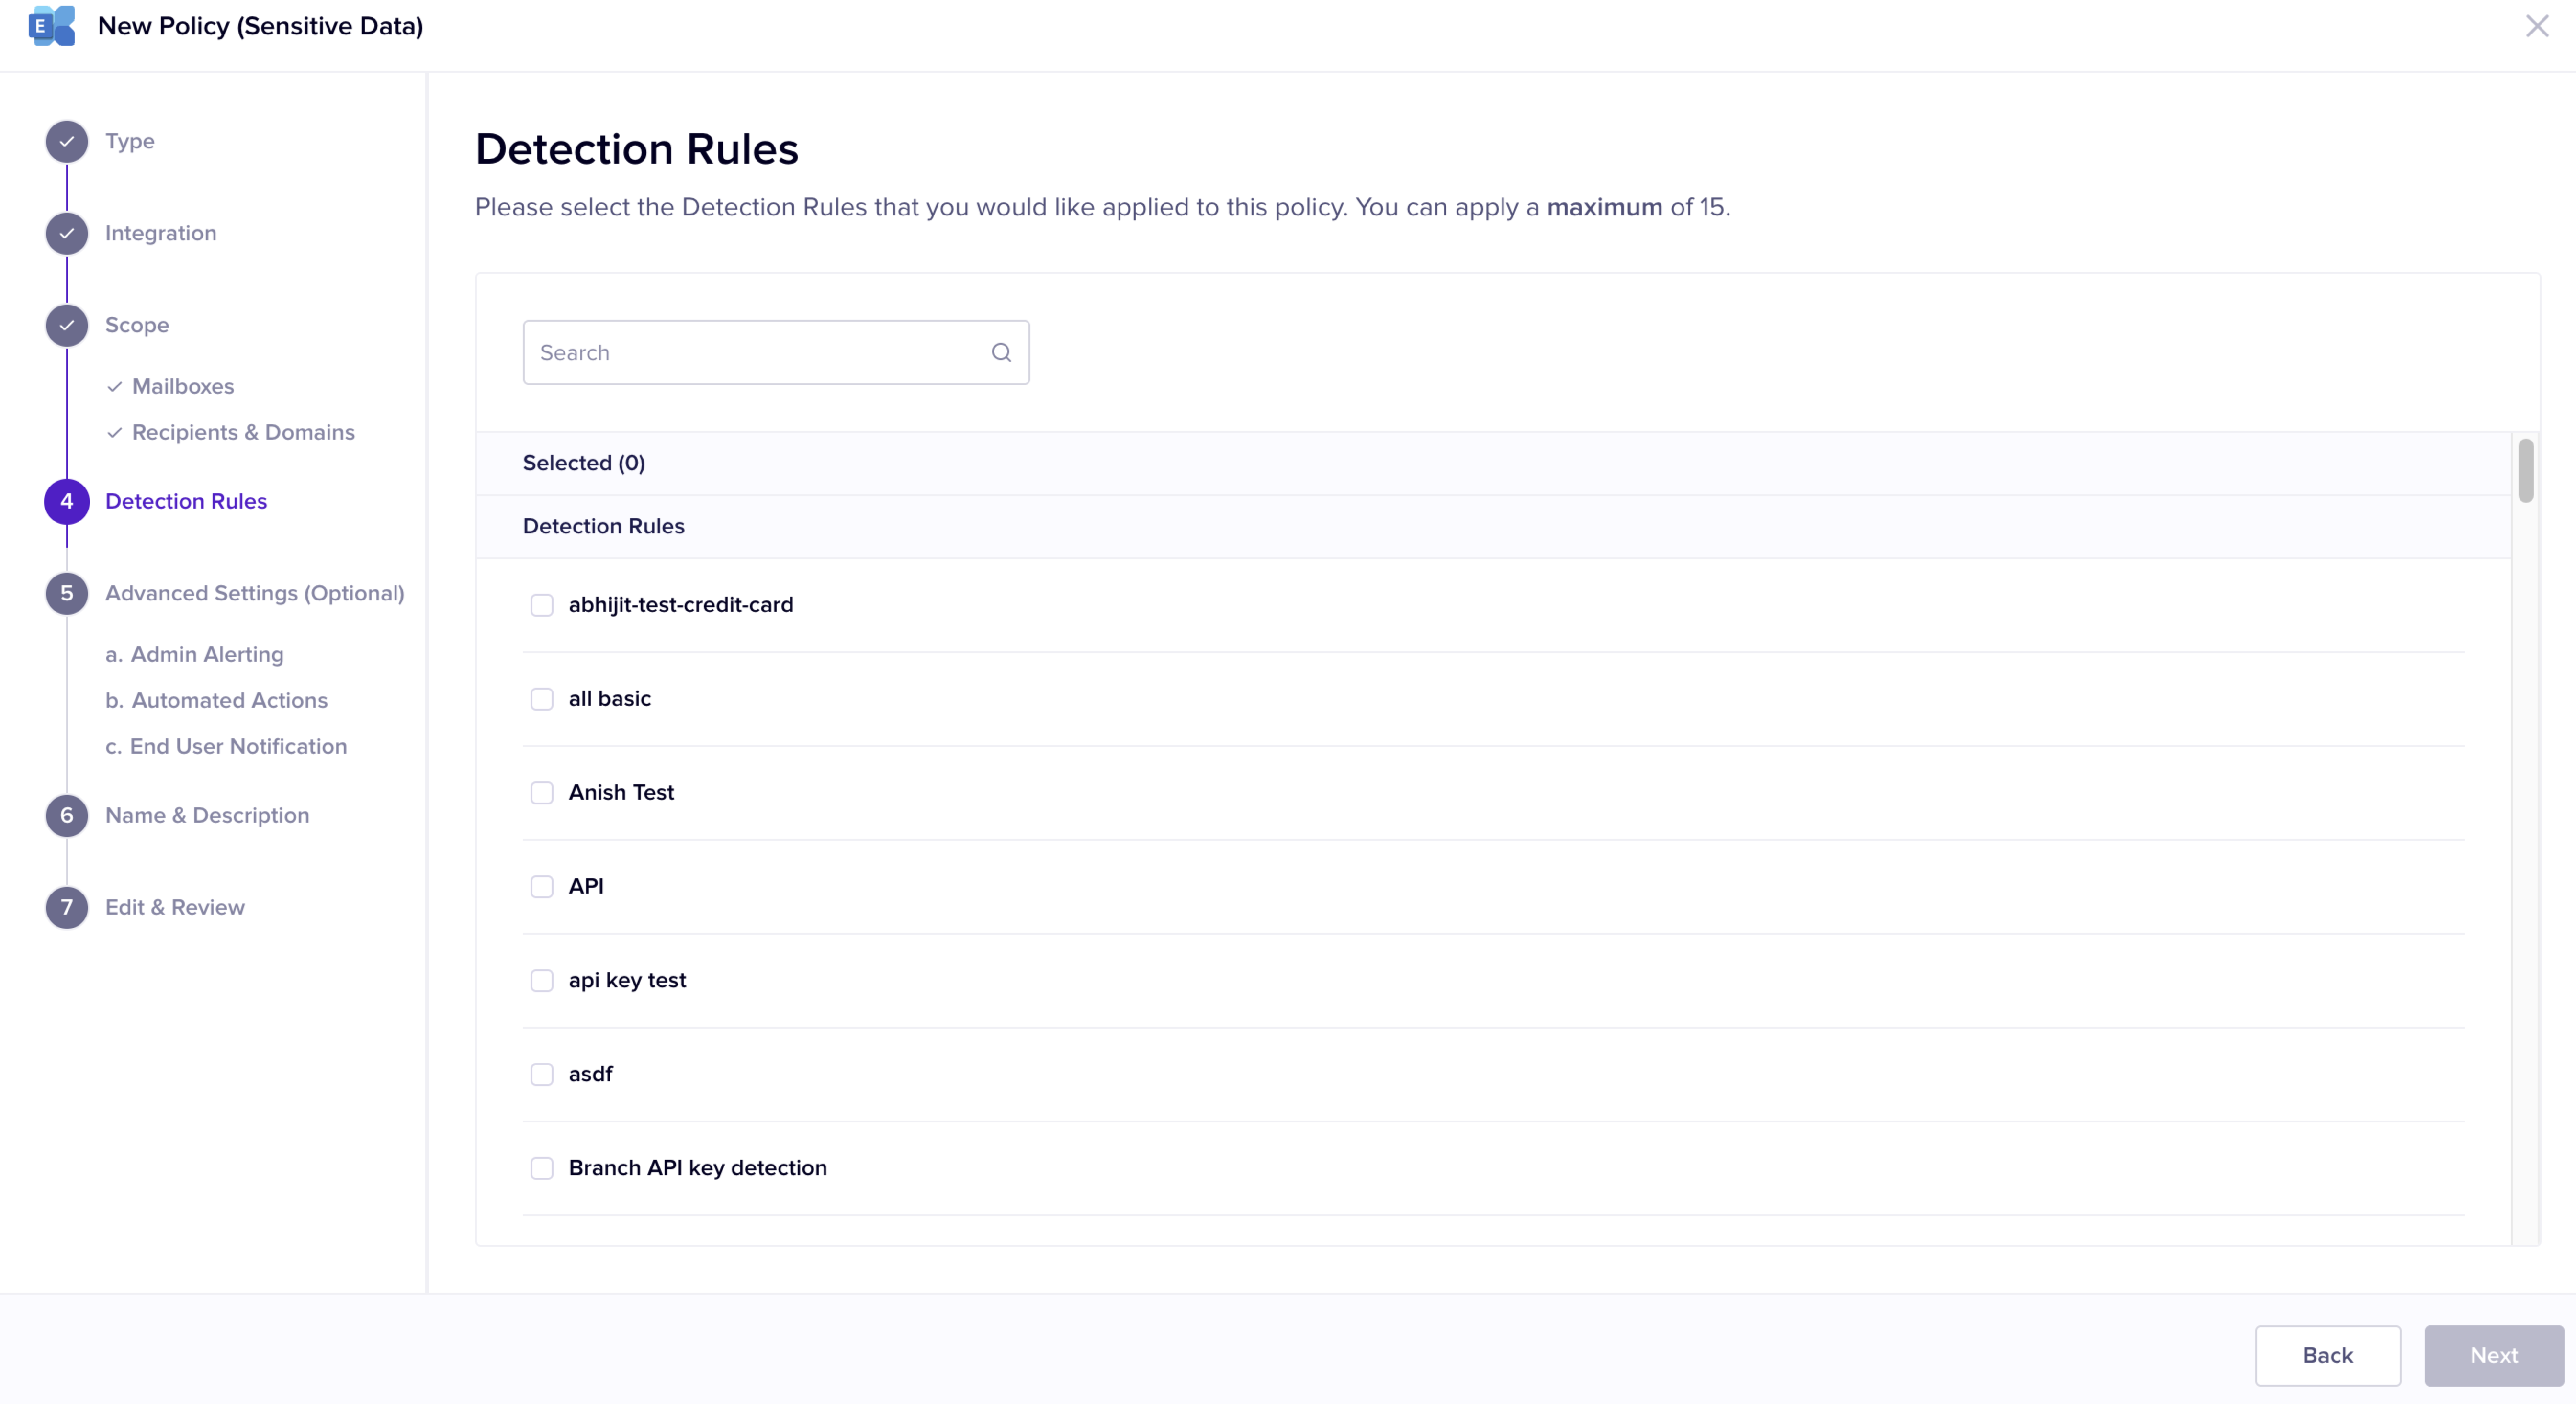 E
New Policy (Sensitive Data)
Type
Integration
Scope
Mailboxes
Recipients & Domains
4 Detection Rules
5 Advanced Settings (Optional)
a. Admin Alerting
b. Automated Actions
c. End User Notification
6 Name & Description
7 Edit & Review
Detection Rules
Please select the Detection Rules that you would like applied to this policy. You can apply a maximum of 15.
Search
Selected (0)
Detection Rules
abhijit-test-credit-card
all basic
Anish Test
API
api key test
asdf
Branch API key detection
Back
Next